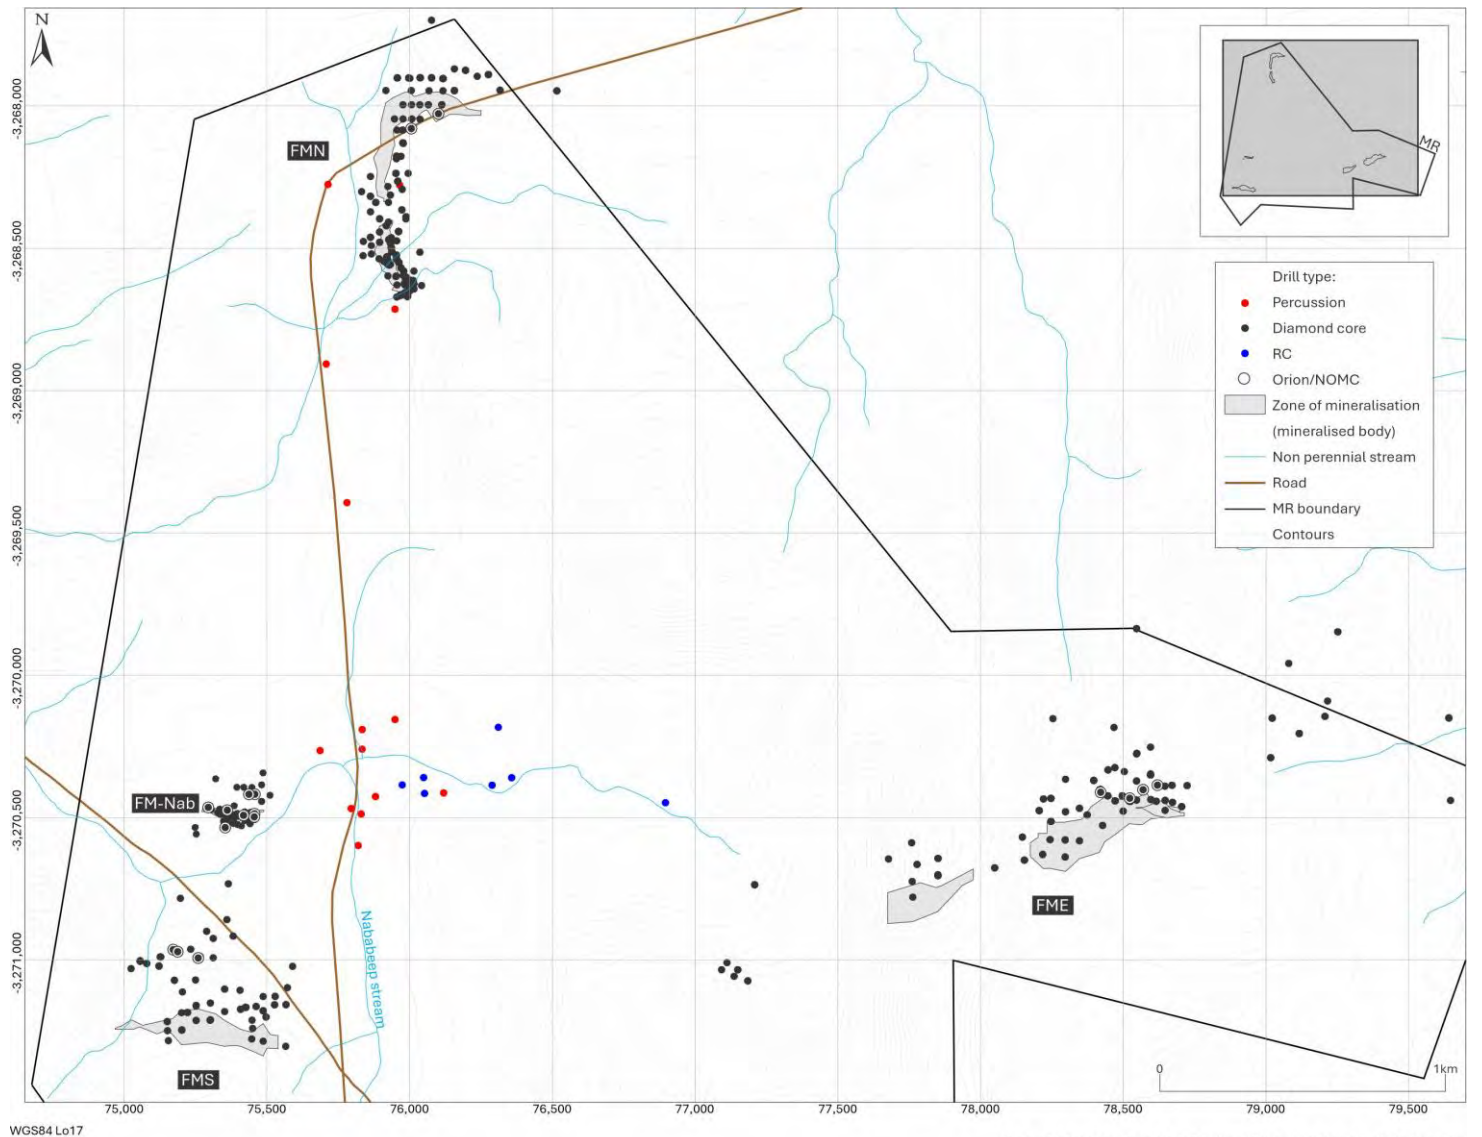 N
-3,268,000
-3,268,500
-3,269,000
-3,269,500
-3,270,000
-3,270,500
-3,271,000
FMN
FM-Nab
FMS
FME
Nababeep stream
MR
Drill type:
Percussion
Diamond core
RC
Orion/NOMC
Zone of mineralisation
(mineralised body)
Non perennial stream
Road
MR boundary
Contours
0 1km
75,000 75,500 76,000 76,500 77,000 77,500 78,000 78,500 79,000 79,500
WGS84 Lo17